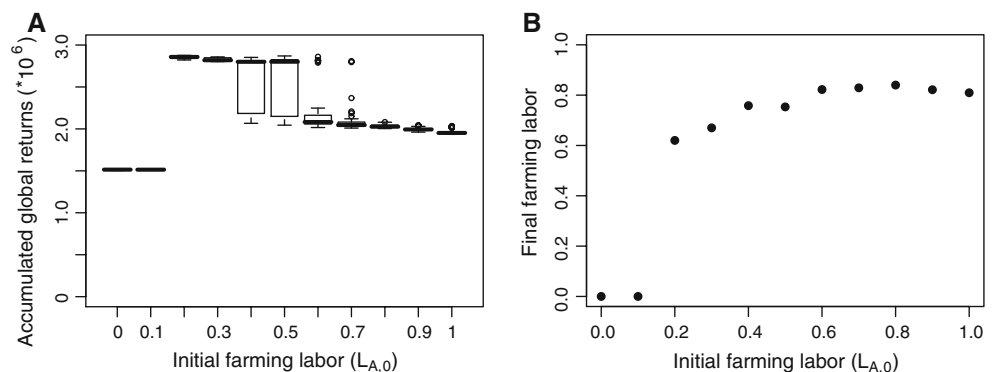 A
Accumulated global returns (*10⁶)
3.0
2.0
1.0
0
0 0.1 0.3 0.5 0.7 0.9 1
Initial farming labor (L_A,0)
B
Final farming labor
1.0
0.8
0.6
0.4
0.2
0.0
0.0 0.2 0.4 0.6 0.8 1.0
Initial farming labor (L_A,0)